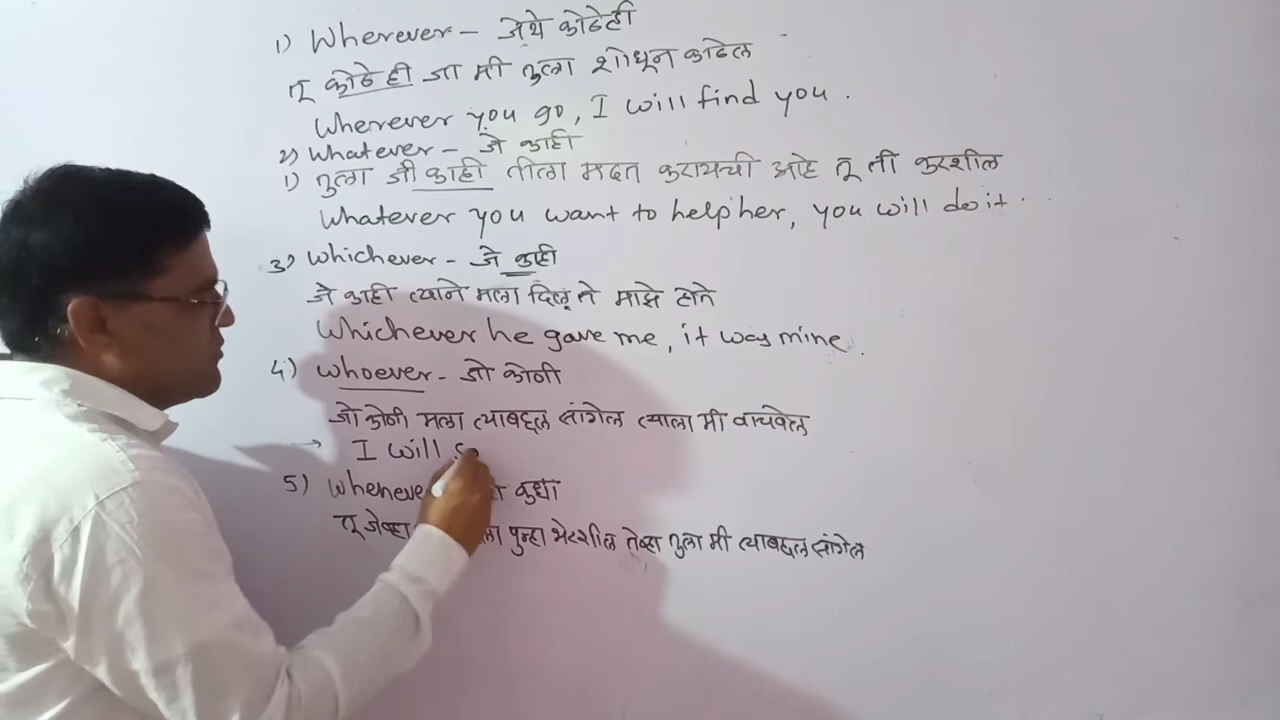 1) Wherever - जेथे कोठेही
तू कोठे ही जा मी तुला शोधून काढेल
Wherever you go, I will find you.
2) Whatever - जे काही
1) तुला जी काही तीला मदत करायची आहे तू ती करशील
Whatever you want to help her, you will do it.
3) Whichever - जे काही
जे काही त्याने मला दिलं ते माझे होते
Whichever he gave me, it was mine.
4) whoever - जो कोणी
जो कोणी मला त्याबद्दल सांगेल त्याला मी वाचवेल
→ I will
5) कुधा
तू जेव्हा पुन्हा भेटशील तेव्हा तुला मी त्याबद्दल सांगेल